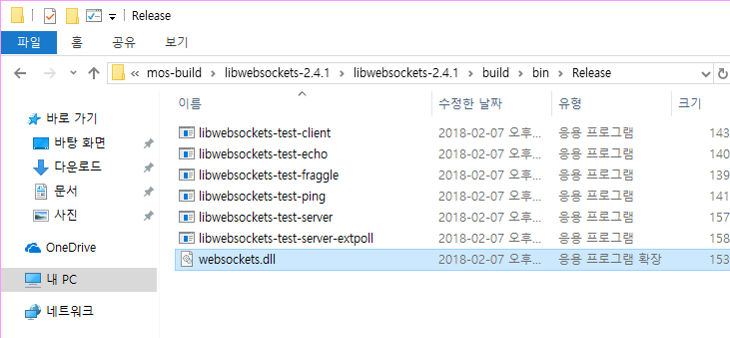 Release
파일 홈 공유 보기
« mos-build > libwebsockets-2.4.1 > libwebsockets-2.4.1 > build > bin > Release
이름 수정한 날짜 유형 크기
바로 가기
바탕 화면
다운로드
문서
사진
OneDrive
내 PC
네트워크
libwebsockets-test-client 2018-02-07 오후... 응용 프로그램 143
libwebsockets-test-echo 2018-02-07 오후... 응용 프로그램 140
libwebsockets-test-fraggle 2018-02-07 오후... 응용 프로그램 139
libwebsockets-test-ping 2018-02-07 오후... 응용 프로그램 141
libwebsockets-test-server 2018-02-07 오후... 응용 프로그램 157
libwebsockets-test-server-extpoll 2018-02-07 오후... 응용 프로그램 158
websockets.dll 2018-02-07 오후... 응용 프로그램 확장 153